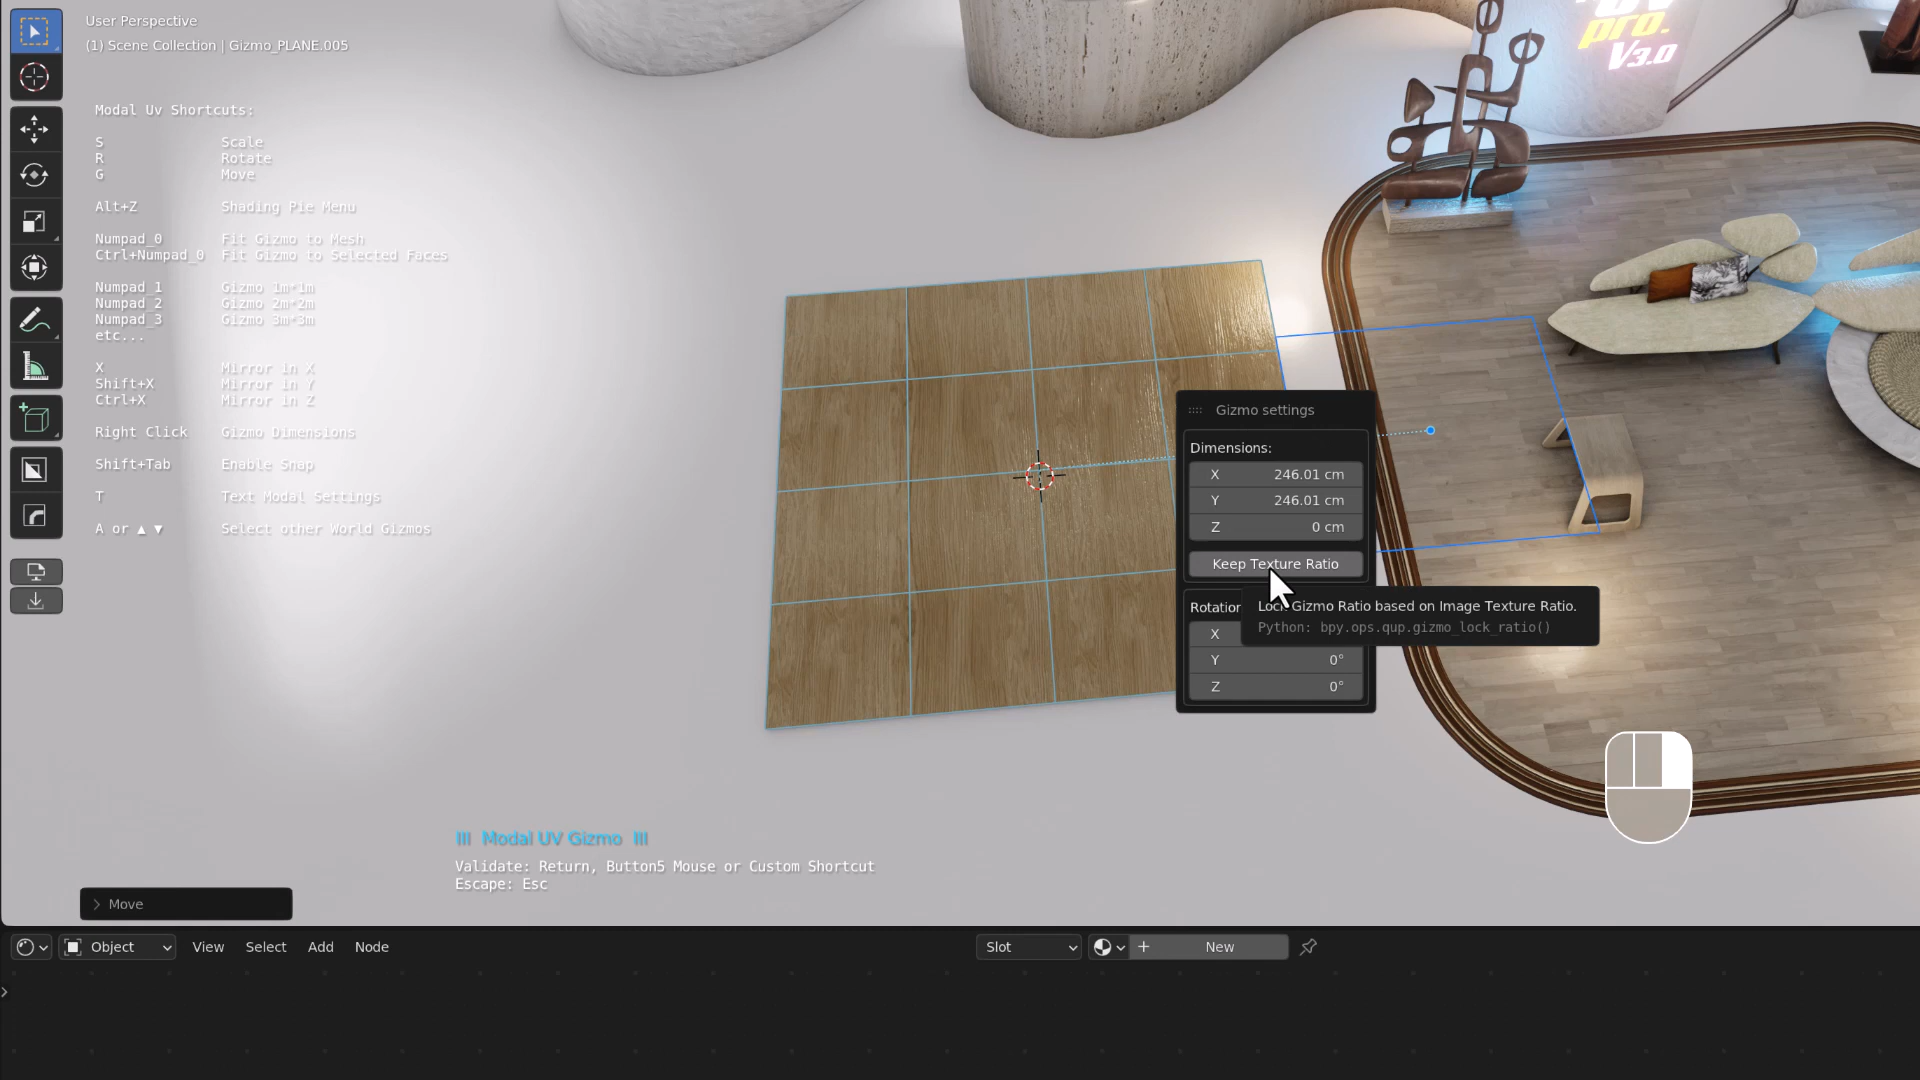 User Perspective
(1) Scene Collection | Gizmo_PLANE.005
Modal Uv Shortcuts:
S Scale
R Rotate
G Move
Alt+Z Shading Pie Menu
Numpad_0 Fit Gizmo to Mesh
Ctrl+Numpad_0 Fit Gizmo to Selected Faces
Numpad_1 Gizmo 1m*1m
Numpad_2 Gizmo 2m*2m
Numpad_3 Gizmo 3m*3m
etc...
X Mirror in X
Shift+X Mirror in Y
Ctrl+X Mirror in Z
Right Click Gizmo Dimensions
Shift+Tab Enable Snap
T Text Modal Settings
A or ▲ ▼ Select other World Gizmos
UV
pro.
V3.0
Gizmo settings
Dimensions:
X 246.01 cm
Y 246.01 cm
Z 0 cm
Keep Texture Ratio
Lock Gizmo Ratio based on Image Texture Ratio.
Python: bpy.ops.qup.gizmo_lock_ratio()
Rotation
X
Y 0°
Z 0°
III Modal UV Gizmo III
Validate: Return, Button5 Mouse or Custom Shortcut
Escape: Esc
Move
Object View Select Add Node Slot New